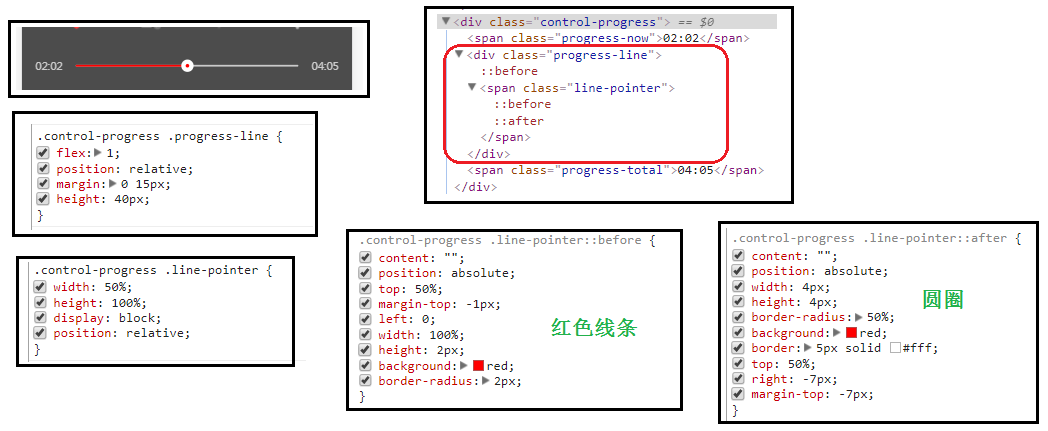 02:02 04:05
<div class="control-progress"> == $0
<span class="progress-now">02:02</span>
<div class="progress-line">
::before
<span class="line-pointer">
::before
::after
</span>
</div>
<span class="progress-total">04:05</span>
</div>
.control-progress .progress-line {
flex: 1;
position: relative;
margin: 0 15px;
height: 40px;
}
.control-progress .line-pointer {
width: 50%;
height: 100%;
display: block;
position: relative;
}
.control-progress .line-pointer::before {
content: "";
position: absolute;
top: 50%;
margin-top: -1px;
left: 0;
width: 100%;
height: 2px;
background: red;
border-radius: 2px;
}
红色线条
.control-progress .line-pointer::after {
content: "";
position: absolute;
width: 4px;
height: 4px;
border-radius: 50%;
background: red;
border: 5px solid #fff;
top: 50%;
right: -7px;
margin-top: -7px;
}
圆圈